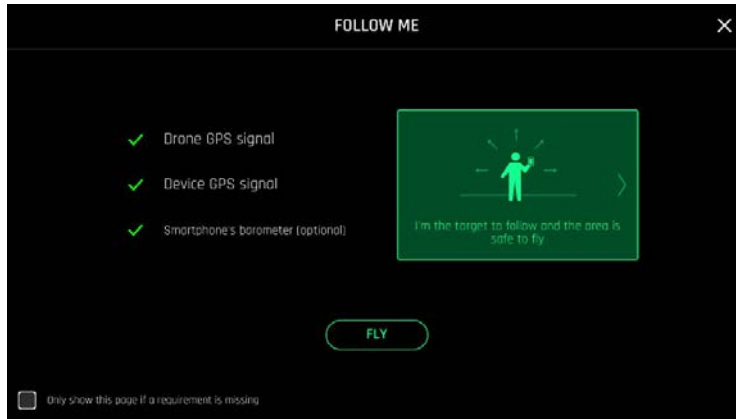 FOLLOW ME
Drone GPS signal
Device GPS signal
Smartphone's barometer (optional)
I'm the target to follow and the area is
safe to fly
FLY
Only show this page if a requirement is missing